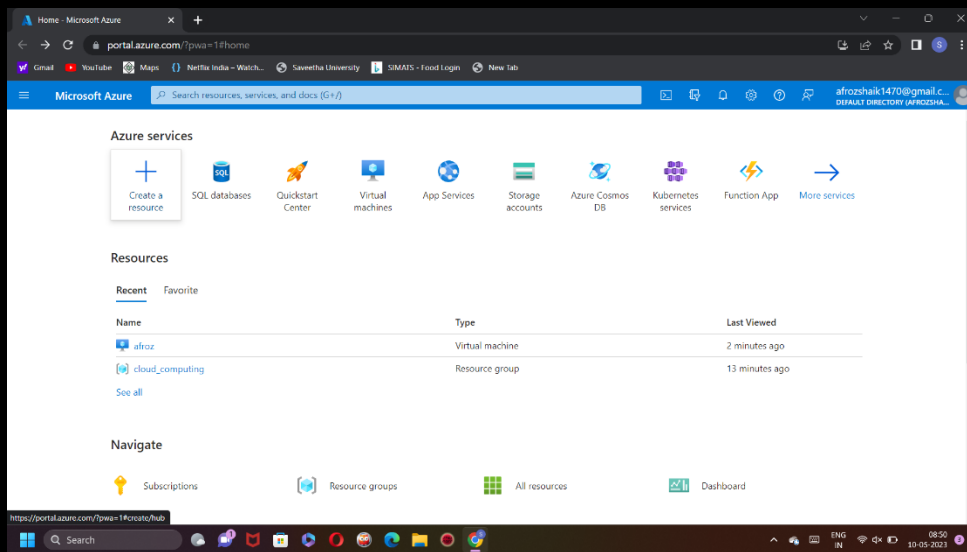 Home - Microsoft Azure
portal.azure.com/?pwa=1#home
S
Gmail YouTube Maps Netflix India – Watch... Saveetha University SIMATS - Food Login New Tab
Microsoft Azure
Search resources, services, and docs (G+/)
afrozshaik1470@gmail.c...
DEFAULT DIRECTORY (AFROZSHA...
Azure services
Create a
resource
SQL
SQL databases
Quickstart
Center
Virtual
machines
App Services
Storage
accounts
Azure Cosmos
DB
Kubernetes
services
Function App
More services
Resources
Recent Favorite
Name Type Last Viewed
afroz Virtual machine 2 minutes ago
cloud_computing Resource group 13 minutes ago
See all
Navigate
Subscriptions Resource groups All resources Dashboard
https://portal.azure.com/?pwa=1#create/hub
Search
ENG
IN
08:50
10-05-2023